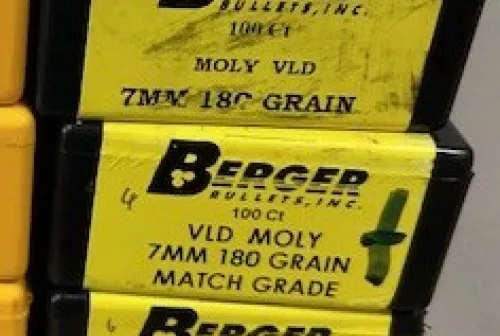 BULLETS, INC.
100 Ct
MOLY VLD
7MM 180 GRAIN
BERGER
BULLETS, INC.
100 Ct
VLD MOLY
7MM 180 GRAIN
MATCH GRADE
BERGER